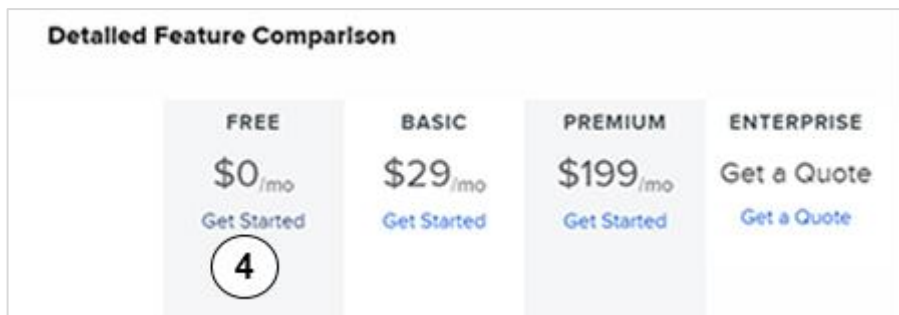 Detailed Feature Comparison
FREE BASIC PREMIUM ENTERPRISE
$0/mo $29/mo $199/mo Get a Quote
Get Started Get Started Get Started Get a Quote
4